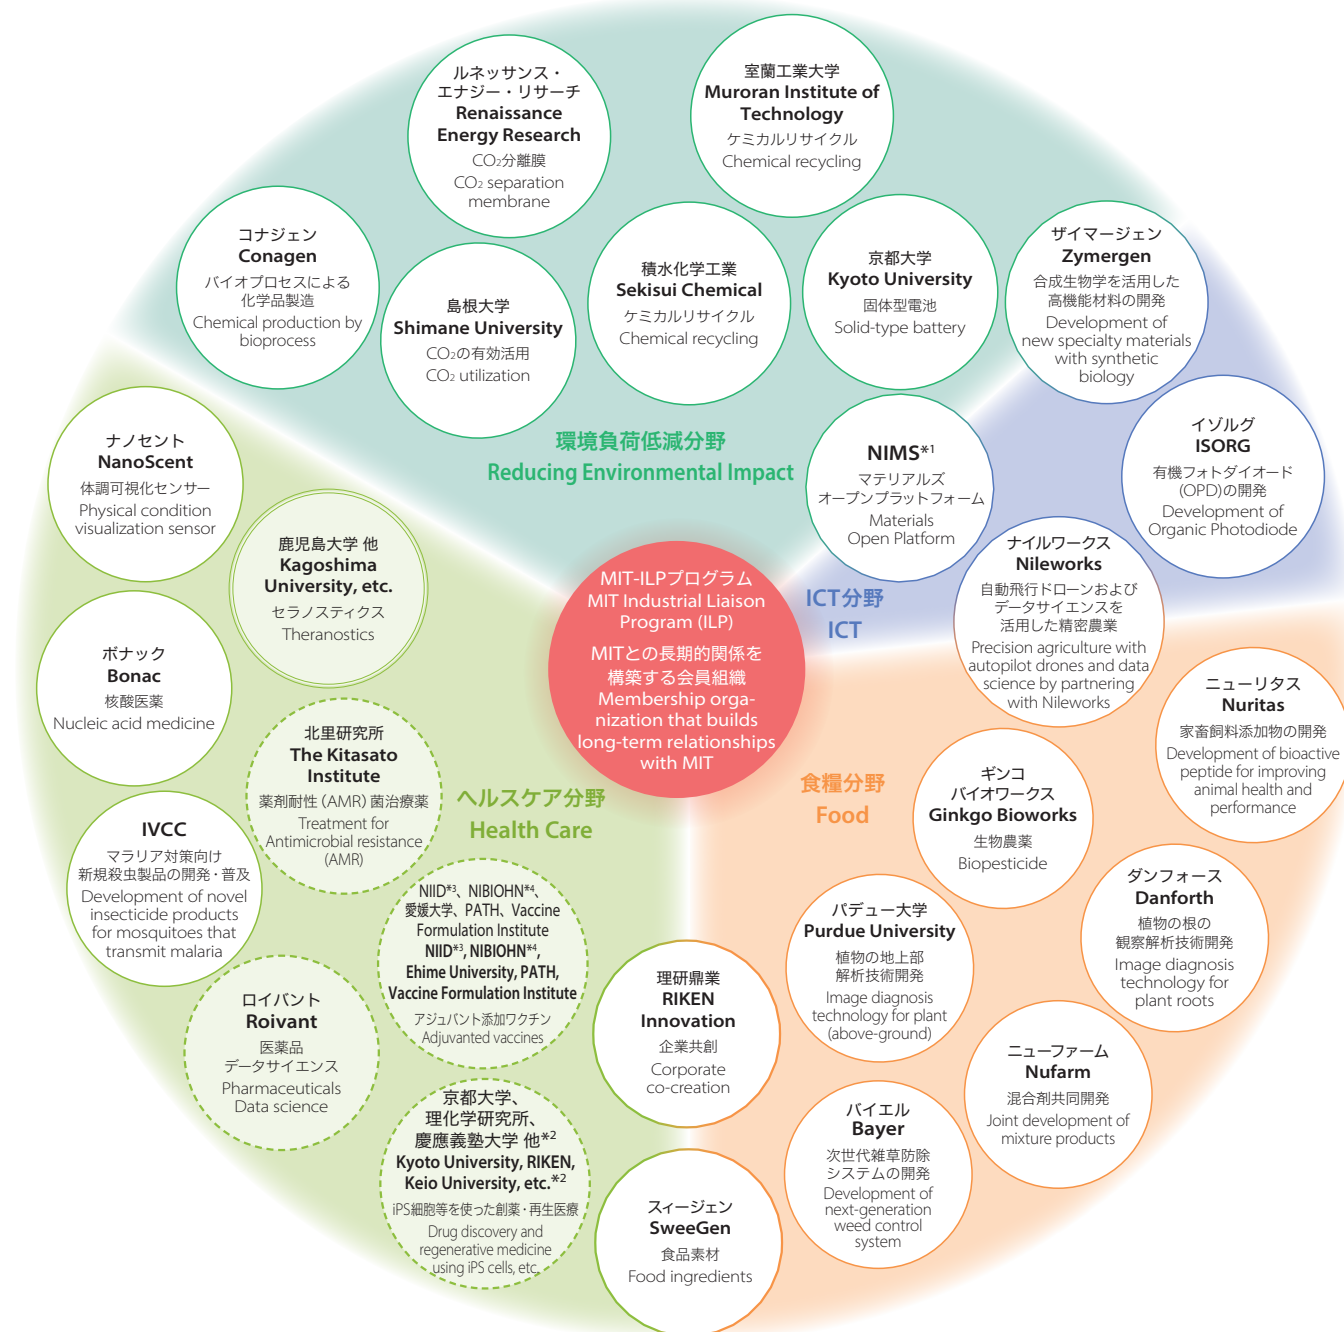 ルネッサンス・
エナジー・リサーチ
Renaissance
Energy Research
CO₂分離膜
CO₂ separation
membrane
室蘭工業大学
Muroran Institute of
Technology
ケミカルリサイクル
Chemical recycling
コナジェン
Conagen
バイオプロセスによる
化学品製造
Chemical production by
bioprocess
島根大学
Shimane University
CO₂の有効活用
CO₂ utilization
積水化学工業
Sekisui Chemical
ケミカルリサイクル
Chemical recycling
京都大学
Kyoto University
固体型電池
Solid-type battery
ザイマージェン
Zymergen
合成生物学を活用した
高機能材料の開発
Development of
new specialty materials
with synthetic
biology
環境負荷低減分野
Reducing Environmental Impact
NIMS*¹
マテリアルズ
オープンプラットフォーム
Materials
Open Platform
イゾルグ
ISORG
有機フォトダイオード
(OPD)の開発
Development of
Organic Photodiode
ナノセント
NanoScent
体調可視化センサー
Physical condition
visualization sensor
鹿児島大学 他
Kagoshima
University, etc.
セラノスティクス
Theranostics
MIT-ILPプログラム
MIT Industrial Liaison
Program (ILP)
MITとの長期的関係を
構築する会員組織
Membership orga-
nization that builds
long-term relationships
with MIT
ICT分野
ICT
ナイルワークス
Nileworks
自動飛行ドローンおよび
データサイエンスを
活用した精密農業
Precision agriculture with
autopilot drones and data
science by partnering
with Nileworks
ボナック
Bonac
核酸医薬
Nucleic acid medicine
北里研究所
The Kitasato
Institute
薬剤耐性 (AMR) 菌治療薬
Treatment for
Antimicrobial resistance
(AMR)
ヘルスケア分野
Health Care
食糧分野
Food
ニューリタス
Nuritas
家畜飼料添加物の開発
Development of bioactive
peptide for improving
animal health and
performance
ギンコ
バイオワークス
Ginkgo Bioworks
生物農薬
Biopesticide
IVCC
マラリア対策向け
新規殺虫製品の開発・普及
Development of novel
insecticide products
for mosquitoes that
transmit malaria
NIID*³、NIBIOHN*⁴、
愛媛大学、PATH、Vaccine
Formulation Institute
NIID*³, NIBIOHN*⁴,
Ehime University, PATH,
Vaccine Formulation Institute
アジュバント添加ワクチン
Adjuvanted vaccines
パデュー大学
Purdue University
植物の地上部
解析技術開発
Image diagnosis
technology for plant
(above-ground)
ダンフォース
Danforth
植物の根の
観察解析技術開発
Image diagnosis
technology for
plant roots
ロイバント
Roivant
医薬品
データサイエンス
Pharmaceuticals
Data science
理研鼎業
RIKEN
Innovation
企業共創
Corporate
co-creation
ニューファーム
Nufarm
混合剤共同開発
Joint development of
mixture products
京都大学、
理化学研究所、
慶應義塾大学 他*²
Kyoto University, RIKEN,
Keio University, etc.*²
iPS細胞等を使った創薬・再生医療
Drug discovery and
regenerative medicine
using iPS cells, etc.
バイエル
Bayer
次世代雑草防除
システムの開発
Development of
next-generation
weed control
system
スィージェン
SweeGen
食品素材
Food ingredients